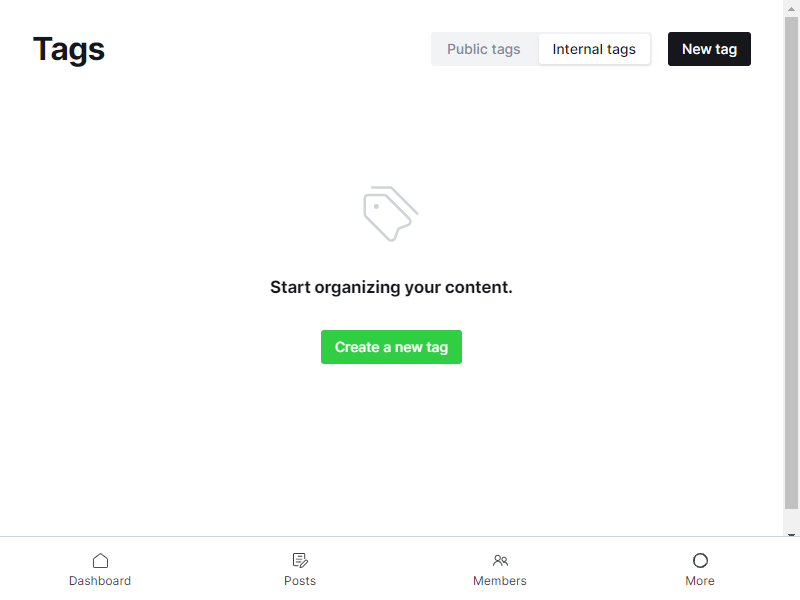 Tags
Public tags
Internal tags
New tag
Start organizing your content.
Create a new tag
Dashboard
Posts
Members
More